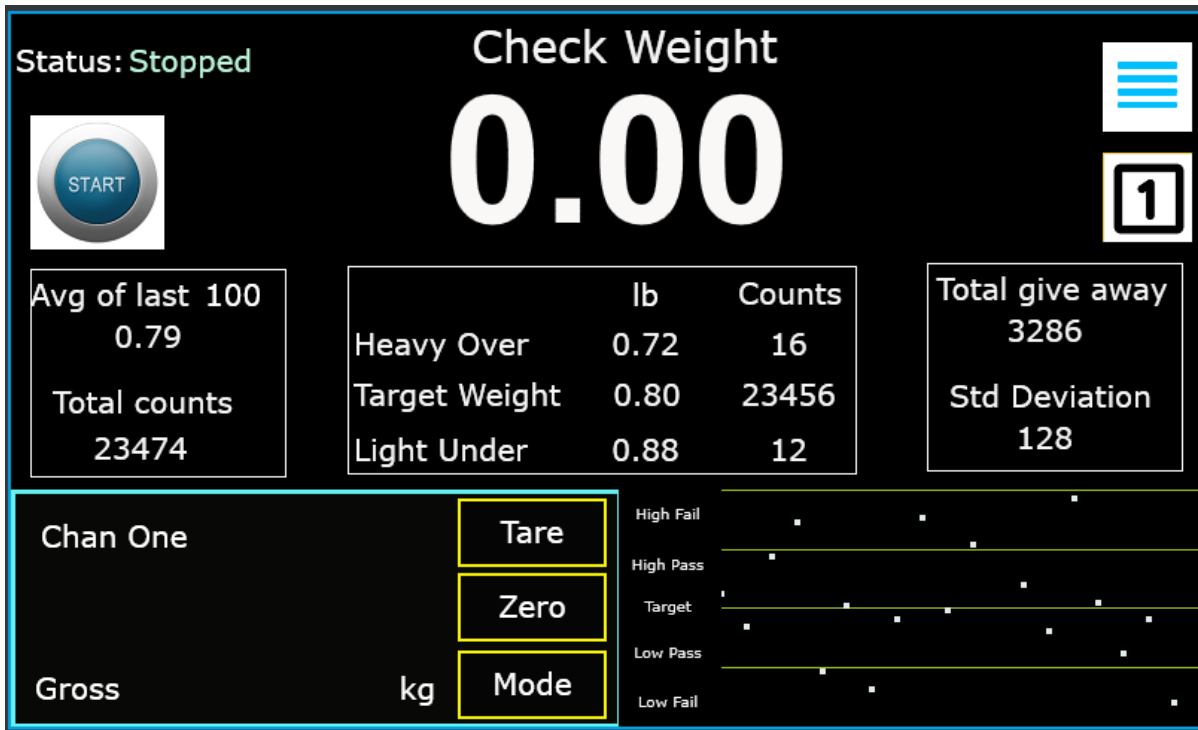 Status: Stopped
Check Weight
START
0.00
1
Avg of last 100
0.79
Total counts
23474
lb Counts
Heavy Over 0.72 16
Target Weight 0.80 23456
Light Under 0.88 12
Total give away
3286
Std Deviation
128
Chan One
Gross kg
Tare
Zero
Mode
High Fail
High Pass
Target
Low Pass
Low Fail